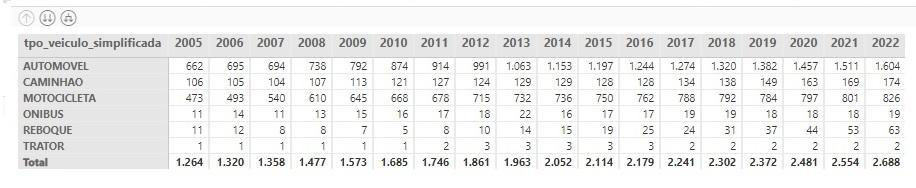 tpo_veiculo_simplificada 2005 2006 2007 2008 2009 2010 2011 2012 2013 2014 2015 2016 2017 2018 2019 2020 2021 2022
AUTOMOVEL 662 695 694 738 792 874 914 991 1.063 1.153 1.197 1.244 1.274 1.320 1.382 1.457 1.511 1.604
CAMINHAO 106 105 104 107 113 121 127 124 129 129 128 128 134 138 149 163 169 174
MOTOCICLETA 473 493 540 610 645 668 678 715 732 736 750 762 788 792 784 797 801 826
ONIBUS 11 14 11 13 15 16 17 18 22 16 17 17 19 19 18 18 18 19
REBOQUE 11 12 8 8 7 5 8 10 14 15 19 25 24 31 37 44 53 63
TRATOR 1 1 1 1 1 1 2 3 3 3 3 3 2 2 2 2 2 2
Total 1.264 1.320 1.358 1.477 1.573 1.685 1.746 1.861 1.963 2.052 2.114 2.179 2.241 2.302 2.372 2.481 2.554 2.688